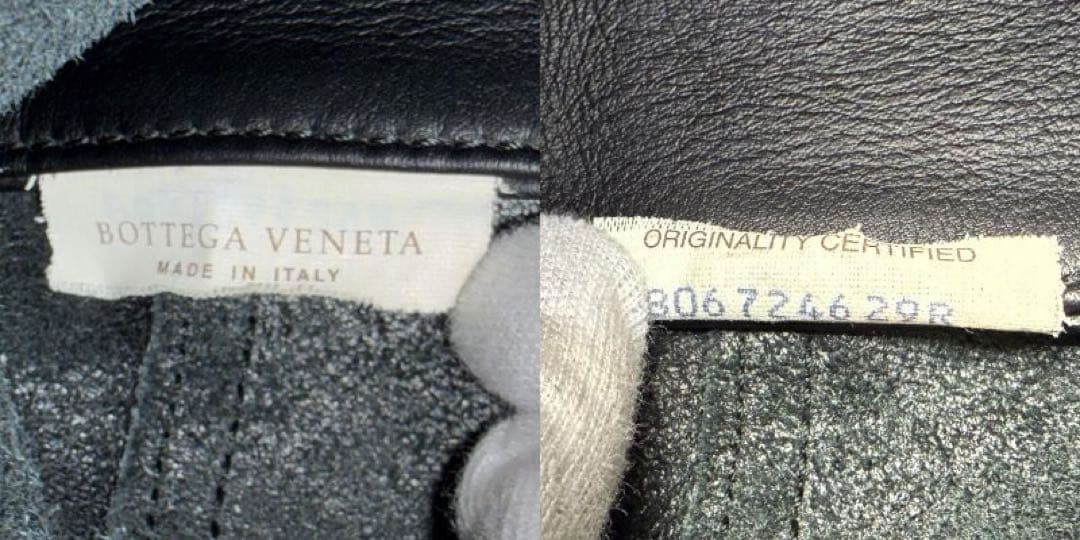 BOTTEGA VENETA
MADE IN ITALY
ORIGINALITY CERTIFIED
B06724629R